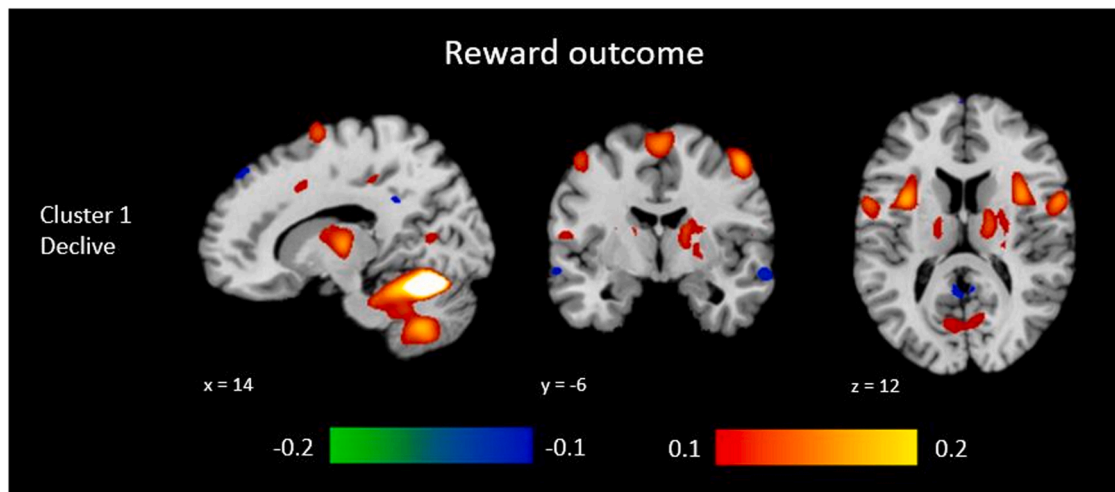 Reward outcome
Cluster 1
Declive
x = 14
y = -6
z = 12
-0.2
-0.1
0.1
0.2